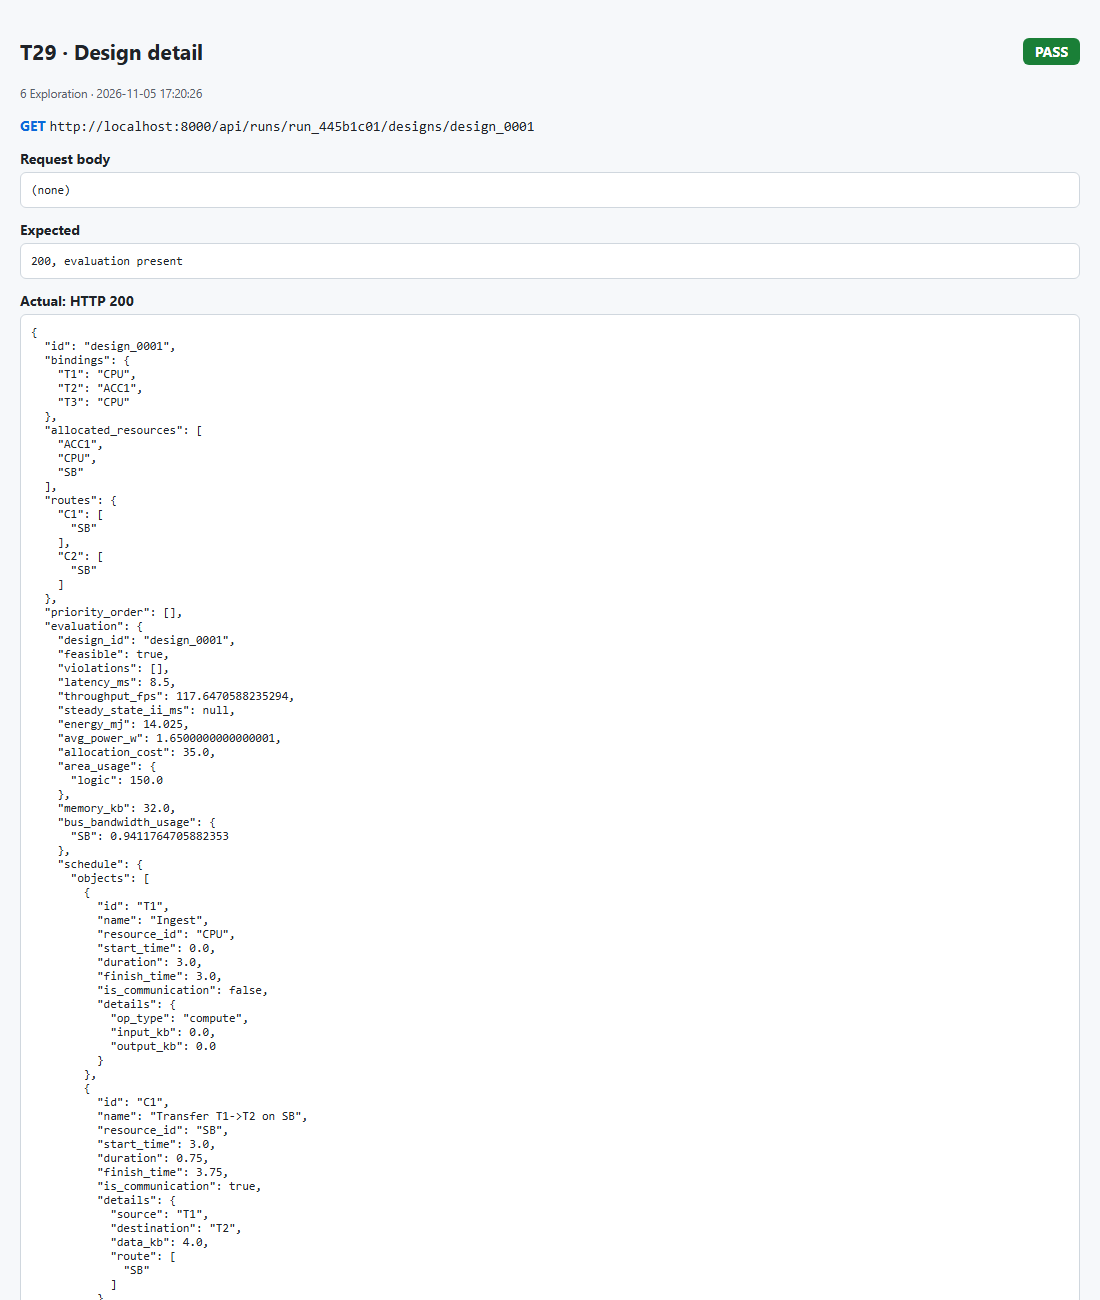 T29 · Design detail
PASS
6 Exploration · 2026-11-05 17:20:26
GET http://localhost:8000/api/runs/run_445b1c01/designs/design_0001
Request body
(none)
Expected
200, evaluation present
Actual: HTTP 200
{
  "id": "design_0001",
  "bindings": {
    "T1": "CPU",
    "T2": "ACC1",
    "T3": "CPU"
  },
  "allocated_resources": [
    "ACC1",
    "CPU",
    "SB"
  ],
  "routes": {
    "C1": [
      "SB"
    ],
    "C2": [
      "SB"
    ]
  },
  "priority_order": [],
  "evaluation": {
    "design_id": "design_0001",
    "feasible": true,
    "violations": [],
    "latency_ms": 8.5,
    "throughput_fps": 117.6470588235294,
    "steady_state_ii_ms": null,
    "energy_mj": 14.025,
    "avg_power_w": 1.6500000000000001,
    "allocation_cost": 35.0,
    "area_usage": {
      "logic": 150.0
    },
    "memory_kb": 32.0,
    "bus_bandwidth_usage": {
      "SB": 0.9411764705882353
    },
    "schedule": {
      "objects": [
        {
          "id": "T1",
          "name": "Ingest",
          "resource_id": "CPU",
          "start_time": 0.0,
          "duration": 3.0,
          "finish_time": 3.0,
          "is_communication": false,
          "details": {
            "op_type": "compute",
            "input_kb": 0.0,
            "output_kb": 0.0
          }
        },
        {
          "id": "C1",
          "name": "Transfer T1->T2 on SB",
          "resource_id": "SB",
          "start_time": 3.0,
          "duration": 0.75,
          "finish_time": 3.75,
          "is_communication": true,
          "details": {
            "source": "T1",
            "destination": "T2",
            "data_kb": 4.0,
            "route": [
              "SB"
            ]
          }